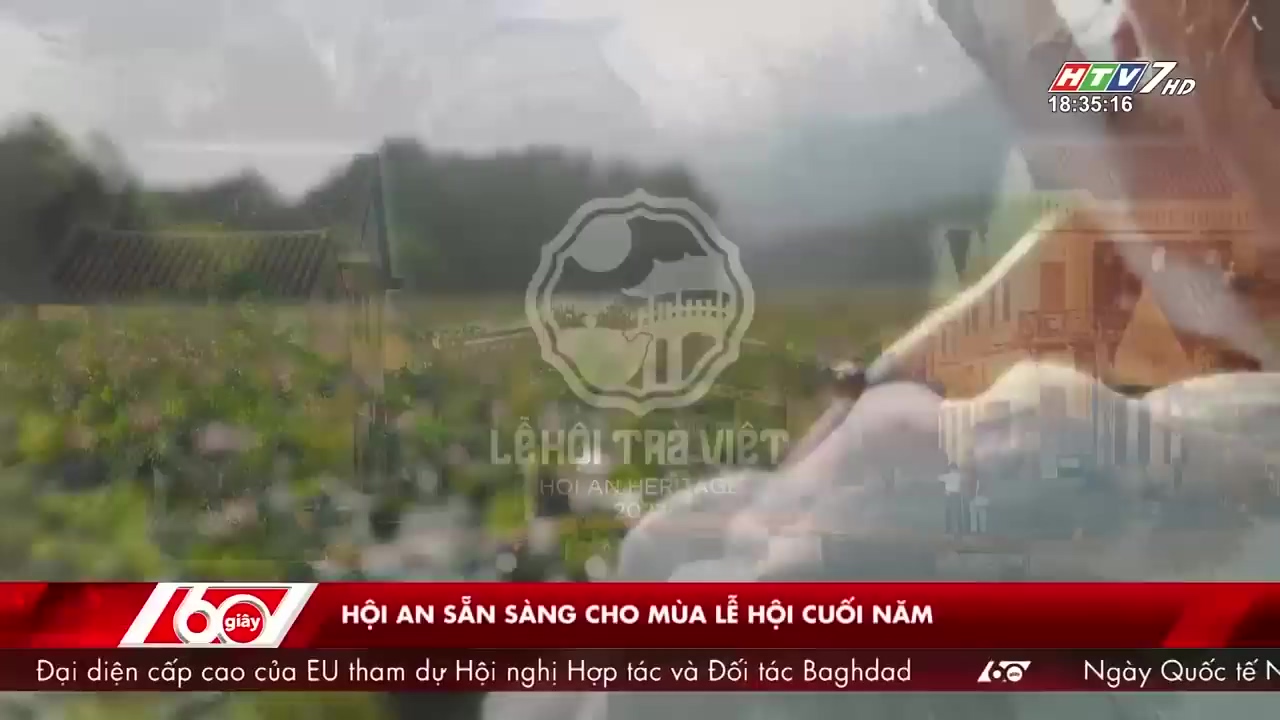 HTV7 HD
18:35:16
LỄ HỘI TRÀ VIỆT
HOI AN HERITAGE
60 giây
HỘI AN SẴN SÀNG CHO MÙA LỄ HỘI CUỐI NĂM
Đại diện cấp cao của EU tham dự Hội nghị Hợp tác và Đối tác Baghdad
60 giây
Ngày Quốc tế N